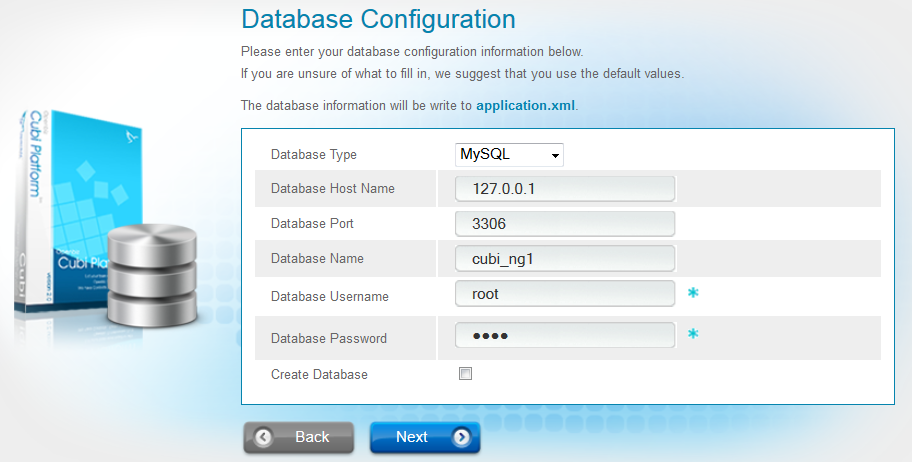 Database Configuration
Please enter your database configuration information below.
If you are unsure of what to fill in, we suggest that you use the default values.
The database information will be write to application.xml.
Database Type MySQL
Database Host Name 127.0.0.1
Database Port 3306
Database Name cubi_ng1
Database Username root *
Database Password •••• *
Create Database
Back Next
Cubi Platform
Cubi Pla
Cubi